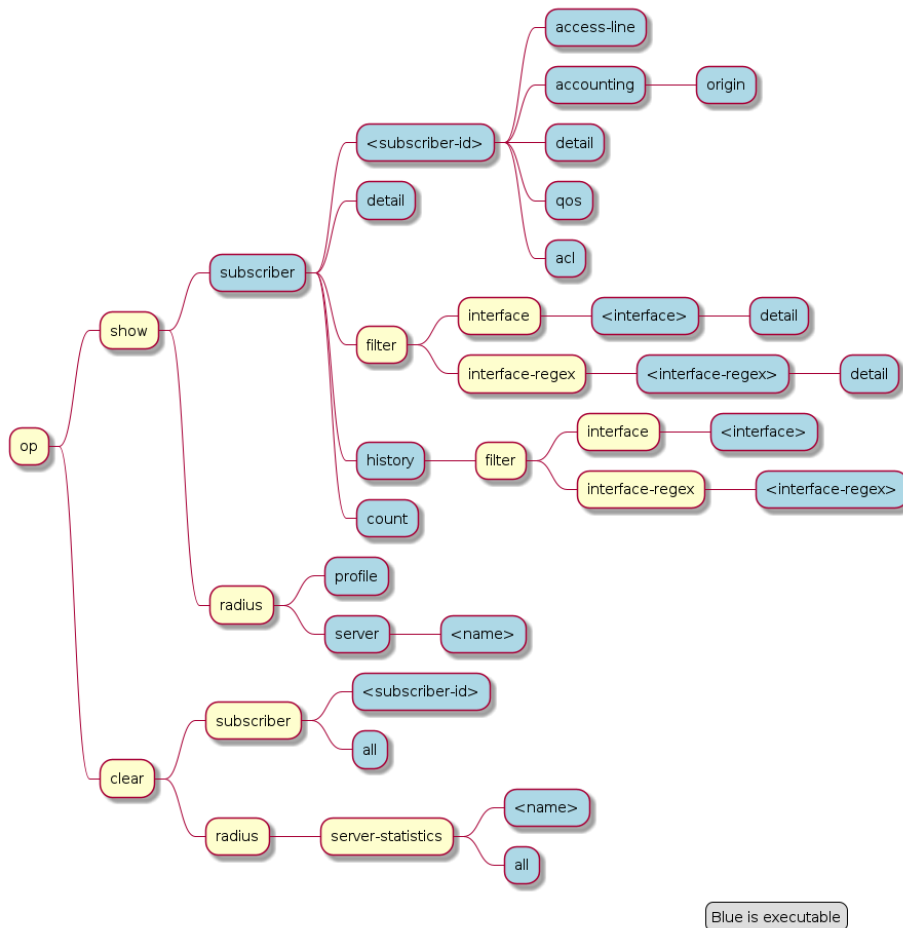 access-line
accounting
origin
<subscriber-id>
detail
detail
qos
acl
subscriber
filter
interface
<interface>
detail
interface-regex
<interface-regex>
detail
show
op
history
filter
interface
<interface>
interface-regex
<interface-regex>
count
radius
profile
server
<name>
clear
subscriber
<subscriber-id>
all
radius
server-statistics
<name>
all
Blue is executable